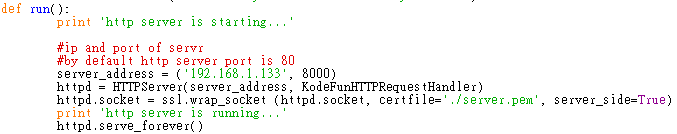 def run():
print 'http server is starting...'
#ip and port of servr
#by default http server port is 80
server_address = ('192.168.1.133', 8000)
httpd = HTTPServer(server_address, KodeFunHTTPRequestHandler)
httpd.socket = ssl.wrap_socket (httpd.socket, certfile='./server.pem', server_side=True)
print 'http server is running...'
httpd.serve_forever()